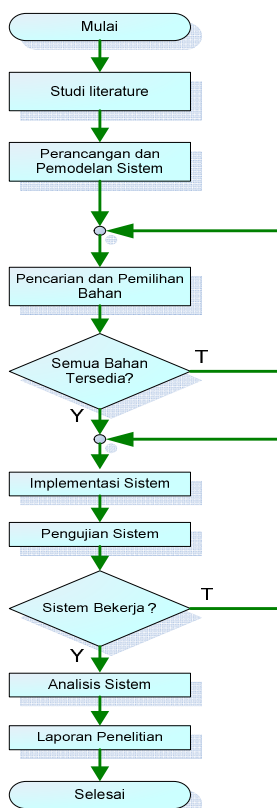 Mulai
Studi literature
Perancangan dan
Pemodelan Sistem
Pencarian dan Pemilihan
Bahan
Semua Bahan
Tersedia?
T
Y
Implementasi Sistem
Pengujian Sistem
Sistem Bekerja ?
T
Y
Analisis Sistem
Laporan Penelitian
Selesai